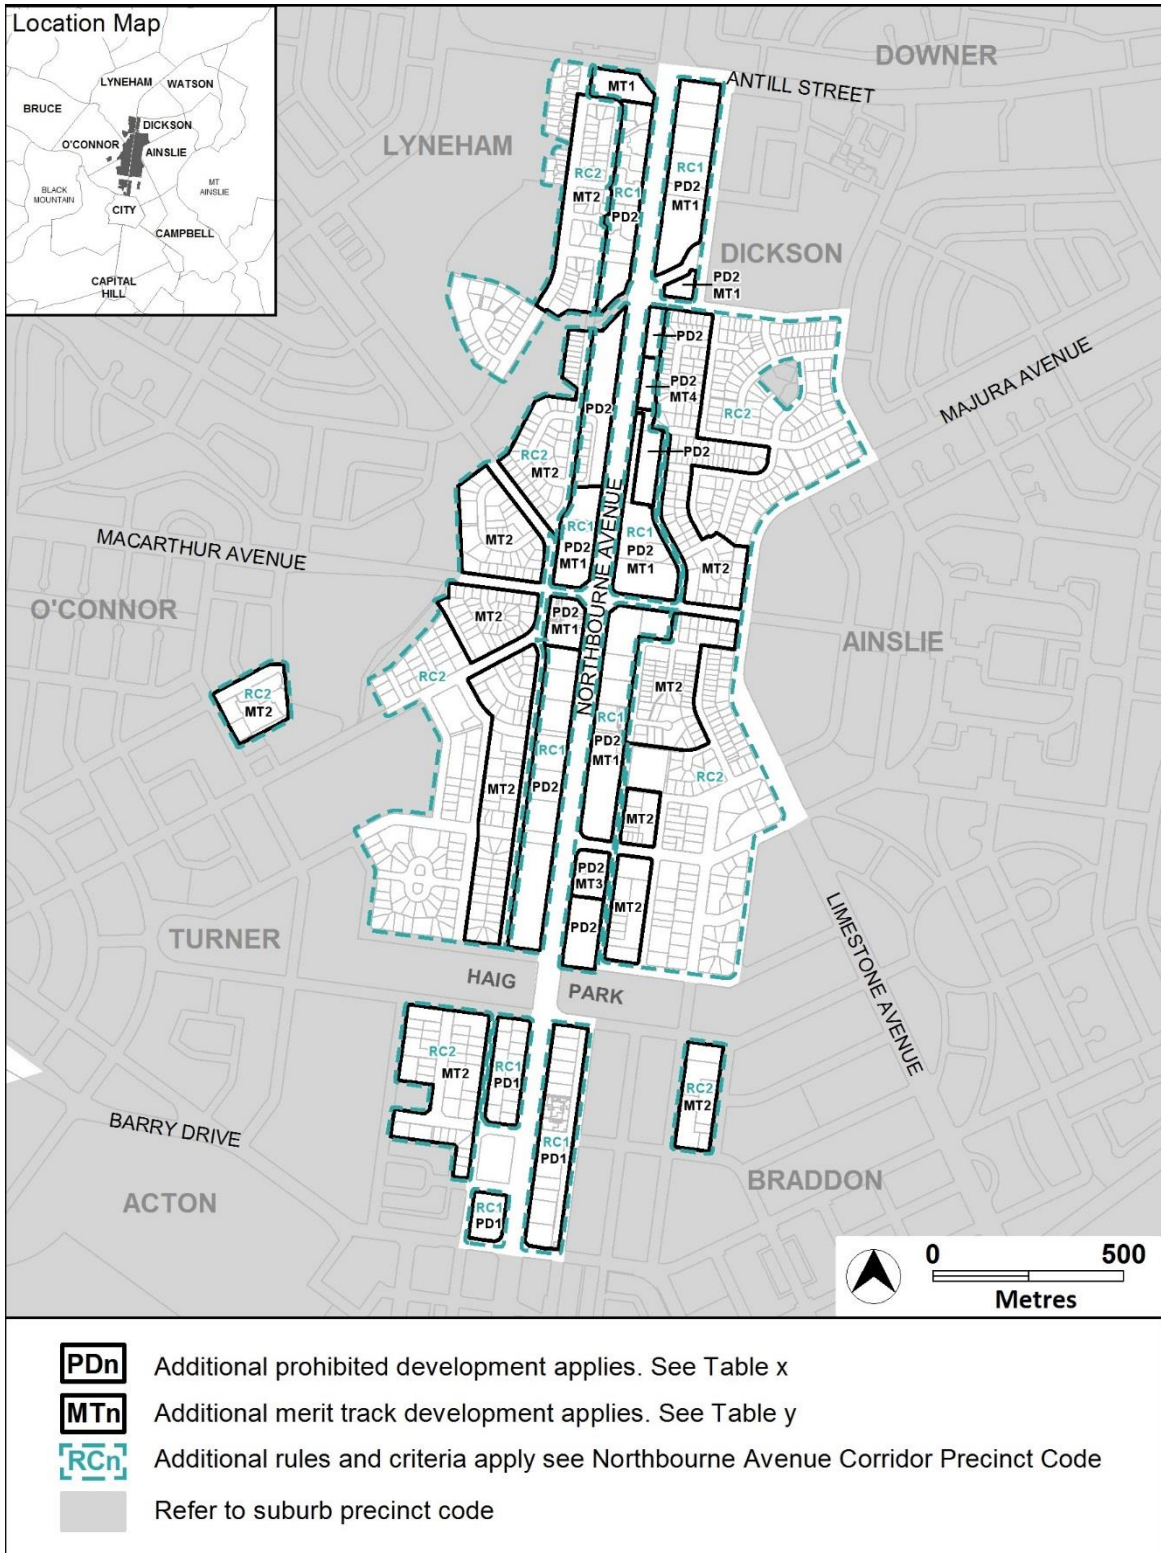 Location Map
LYNEHAM
WATSON
BRUCE
DICKSON
O'CONNOR
AINSLIE
BLACK
MOUNTAIN
MT
AINSLIE
CITY
CAMPBELL
CAPITAL
HILL
DOWNER
ANTILL STREET
LYNEHAM
MT1
RC2
MT2
RC1
PD2
RC1
PD2
MT1
DICKSON
PD2
MT1
PD2
PD2
MT4
RC2
MAJURA AVENUE
PD2
PD2
RC2
MT2
NORTHBOURNE AVENUE
RC1
PD2
MT1
RC1
PD2
MT1
MT2
MT2
MACARTHUR AVENUE
O'CONNOR
MT2
PD2
MT1
AINSLIE
RC2
RC2
MT2
MT2
RC1
PD2
MT1
RC1
PD2
MT2
RC2
MT2
PD2
MT3
MT2
PD2
LIMESTONE AVENUE
TURNER
HAIG PARK
RC2
MT2
RC1
PD1
RC2
MT2
BARRY DRIVE
RC1
PD1
BRADDON
ACTON
RC1
PD1
0 500
Metres
PDn Additional prohibited development applies. See Table x
MTn Additional merit track development applies. See Table y
RCn Additional rules and criteria apply see Northbourne Avenue Corridor Precinct Code
Refer to suburb precinct code